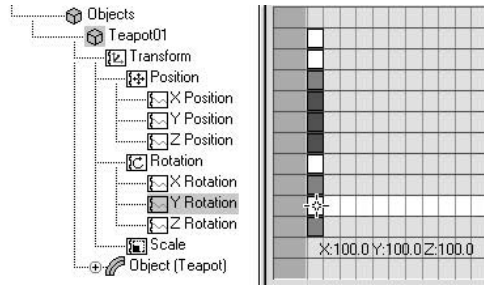 Objects
Teapot01
Transform
Position
X Position
Y Position
Z Position
Rotation
X Rotation
Y Rotation
Z Rotation
Scale
X:100.0 Y:100.0 Z:100.0
Object (Teapot)